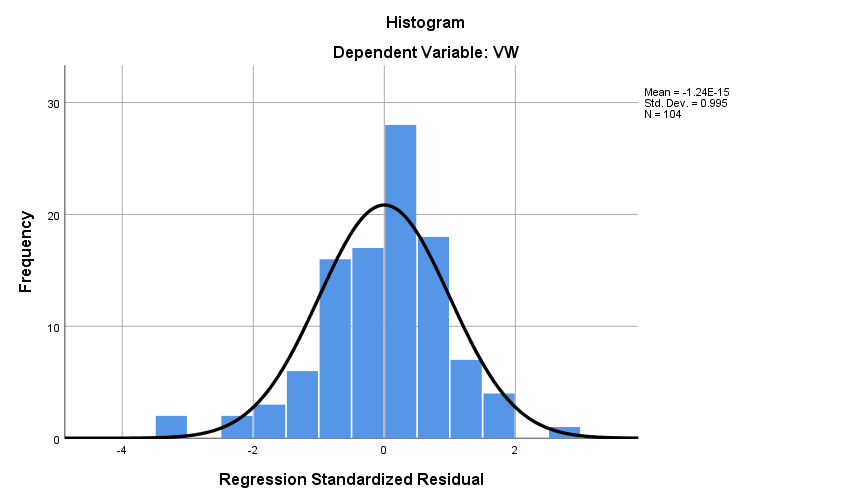 Histogram
Dependent Variable: VW
Mean = -1.24E-15
Std. Dev. = 0.995
N = 104
Frequency
30
20
10
0
-4
-2
0
2
Regression Standardized Residual